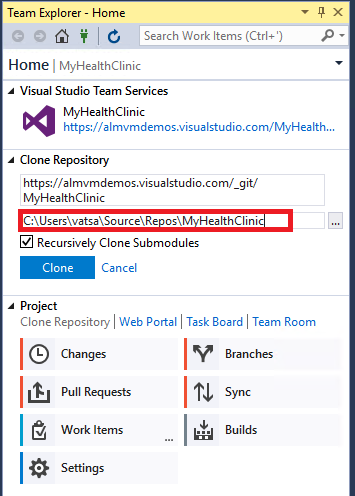 Team Explorer - Home
Search Work Items (Ctrl+')
Home | MyHealthClinic
Visual Studio Team Services
MyHealthClinic
https://almvmdemos.visualstudio.com/MyHealth...
Clone Repository
https://almvmdemos.visualstudio.com/_git/
MyHealthClinic
C:\Users\vatsa\Source\Repos\MyHealthClinic
...
Recursively Clone Submodules
Clone Cancel
Project
Clone Repository | Web Portal | Task Board | Team Room
Changes Branches
Pull Requests Sync
Work Items ... Builds
Settings